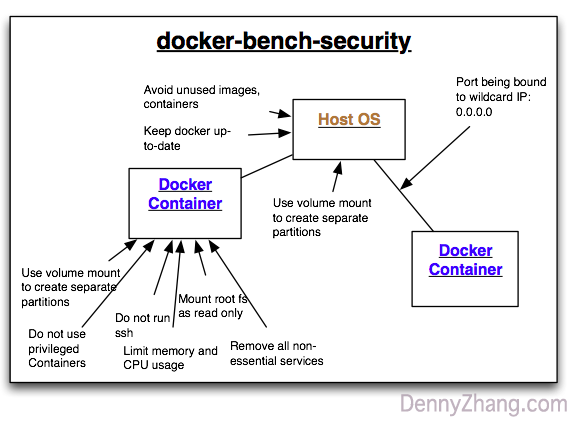 docker-bench-security
Avoid unused images,
containers
Keep docker up-
to-date
Host OS
Port being bound
to wildcard IP:
0.0.0.0
Use volume mount
to create separate
partitions
Docker
Container
Docker
Container
Use volume mount
to create separate
partitions
Do not use
privileged
Containers
Do not run
ssh
Limit memory and
CPU usage
Mount root fs
as read only
Remove all non-
essential services
DennyZhang.com